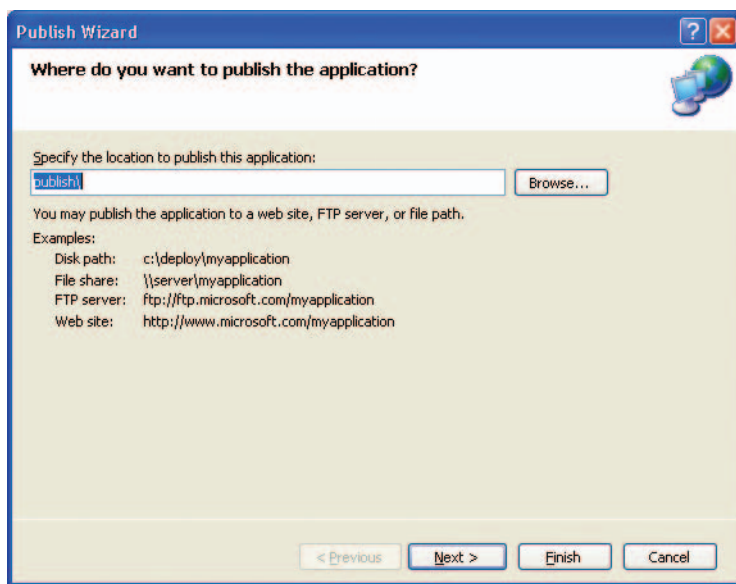 Publish Wizard
Where do you want to publish the application?
Specify the location to publish this application:
publish\
Browse...
You may publish the application to a web site, FTP server, or file path.
Examples:
Disk path: c:\deploy\myapplication
File share: \\server\myapplication
FTP server: ftp://ftp.microsoft.com/myapplication
Web site: http://www.microsoft.com/myapplication
< Previous Next > Finish Cancel